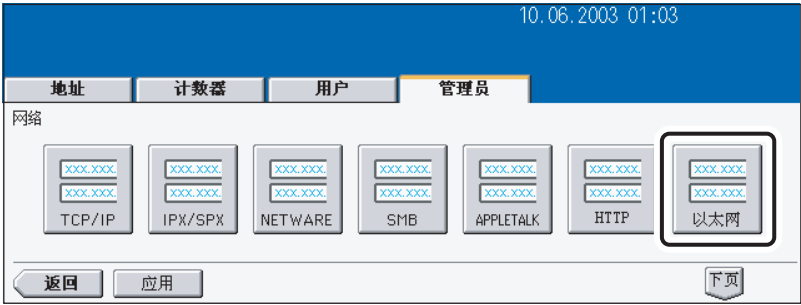 10.06.2003 01:03
地址 计数器 用户 管理员
网络
XXX.XXX. XXX.XXX. XXX.XXX. XXX.XXX. XXX.XXX. XXX.XXX. XXX.XXX.
XXX.XXX. XXX.XXX. XXX.XXX. XXX.XXX. XXX.XXX. XXX.XXX. XXX.XXX.
TCP/IP IPX/SPX NETWARE SMB APPLETALK HTTP 以太网
返回 应用 下页